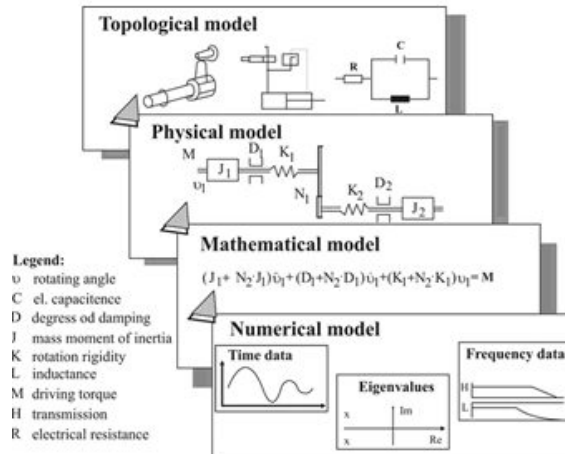 Topological model
C
R
L
Physical model
M
D1
K1
J1
υ1
N1
K2
D2
J2
Mathematical model
(J1+ N2·J1)ϋ1+(D1+N2·D1)υ̇1+(K1+N2·K1)υ1= M
Numerical model
Time data
Eigenvalues
x
Im
x
Re
Frequency data
H
L
Legend:
υ rotating angle
C el. capacitence
D degress od damping
J mass moment of inertia
K rotation rigidity
L inductance
M driving torque
H transmission
R electrical resistance